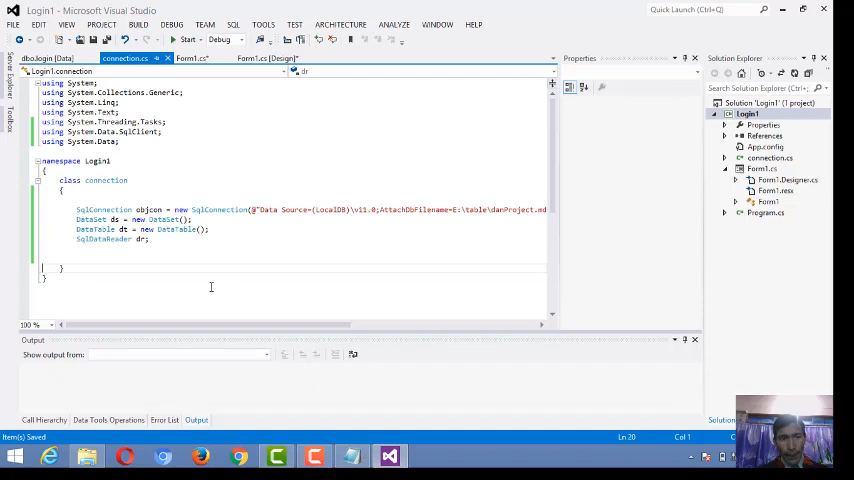 Login1 - Microsoft Visual Studio
Quick Launch (Ctrl+Q)
FILE EDIT VIEW PROJECT BUILD DEBUG TEAM SQL TOOLS TEST ARCHITECTURE ANALYZE WINDOW HELP
Start Debug
dbo.login [Data] connection.cs Form1.cs* Form1.cs [Design]*
Login1.connection dr
using System;
using System.Collections.Generic;
using System.Linq;
using System.Text;
using System.Threading.Tasks;
using System.Data.SqlClient;
using System.Data;
namespace Login1
{
class connection
{
SqlConnection objcon = new SqlConnection(@"Data Source=(LocalDB)\v11.0;AttachDbFilename=E:\table\danProject.md
DataSet ds = new DataSet();
DataTable dt = new DataTable();
SqlDataReader dr;
}
}
100 %
Output
Show output from:
Call Hierarchy Data Tools Operations Error List Output
Item(s) Saved
Ln 20 Col 1
Server Explorer
Toolbox
Properties
Solution Explorer
Search Solution Explorer (Ctrl+;
Solution 'Login1' (1 project)
Login1
Properties
References
App.config
connection.cs
Form1.cs
Form1.Designer.cs
Form1.resx
Form1
Program.cs